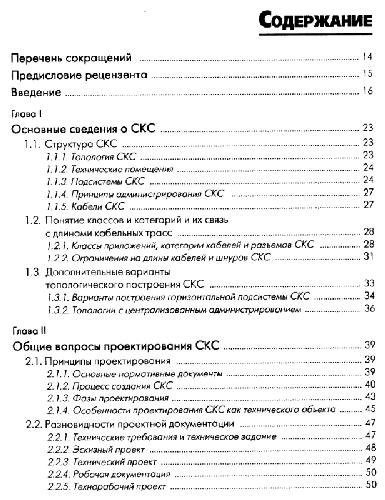 СОДЕРЖАНИЕ
Перечень сокращений 14
Предисловие рецензента 15
Введение 16
Глава I
Основные сведения о СКС 23
1.1. Структура СКС 23
1.1.1. Топология СКС 23
1.1.2. Технические помещения 24
1.1.3. Подсистемы СКС 24
1.1.4. Принципы администрирования СКС 27
1.1.5. Кабели СКС 27
1.2. Понятие классов и категорий и их связь
с длинами кабельных трасс 28
1.2.1. Классы приложений, категории кабелей и разъемов СКС 28
1.2.2. Ограничения на длины кабелей и шнуров СКС 31
1.3. Дополнительные варианты
топологического построения СКС 33
1.3.1. Варианты построения горизонтальной подсистемы СКС 34
1.3.2. Топологии с централизованным администрированием 36
Глава II
Общие вопросы проектирования СКС 39
2.1. Принципы проектирования 39
2.1.1. Основные нормативные документы 39
2.1.2. Процесс создания СКС 40
2.1.3. Фазы проектирования 43
2.1.4. Особенности проектирования СКС как технического объекта 45
2.2. Разновидности проектной документации 47
2.2.1. Технические требования и техническое задание 47
2.2.2. Эскизный проект 48
2.2.3. Технический проект 49
2.2.4. Рабочая документация 50
2.2.5. Технорабочий проект 50